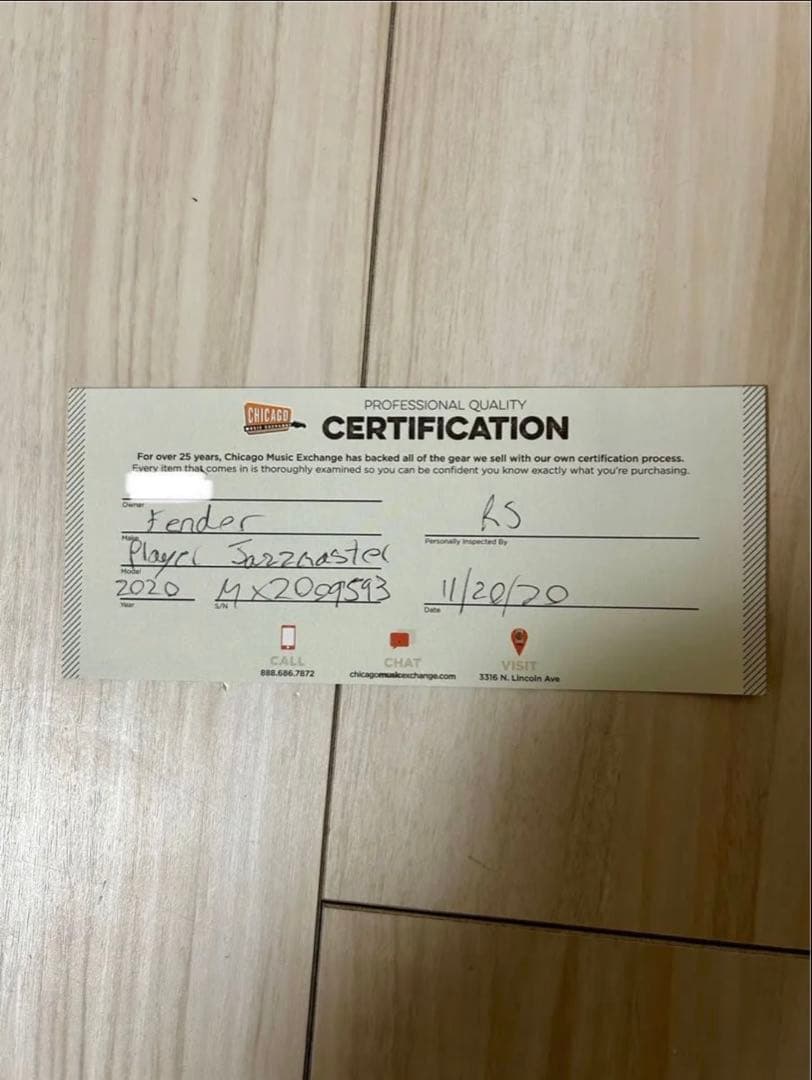 CHICAGO
MUSIC EXCHANGE
PROFESSIONAL QUALITY
CERTIFICATION
For over 25 years, Chicago Music Exchange has backed all of the gear we sell with our own certification process.
Every item that comes in is thoroughly examined so you can be confident you know exactly what you're purchasing.
Owner
Fender
Make
Player Jazzmaster
Model
2020 MX2009593
Year S/N
RS
Personally Inspected By
11/20/20
Date
CALL
888.686.7872
CHAT
chicagomusicexchange.com
VISIT
3316 N. Lincoln Ave